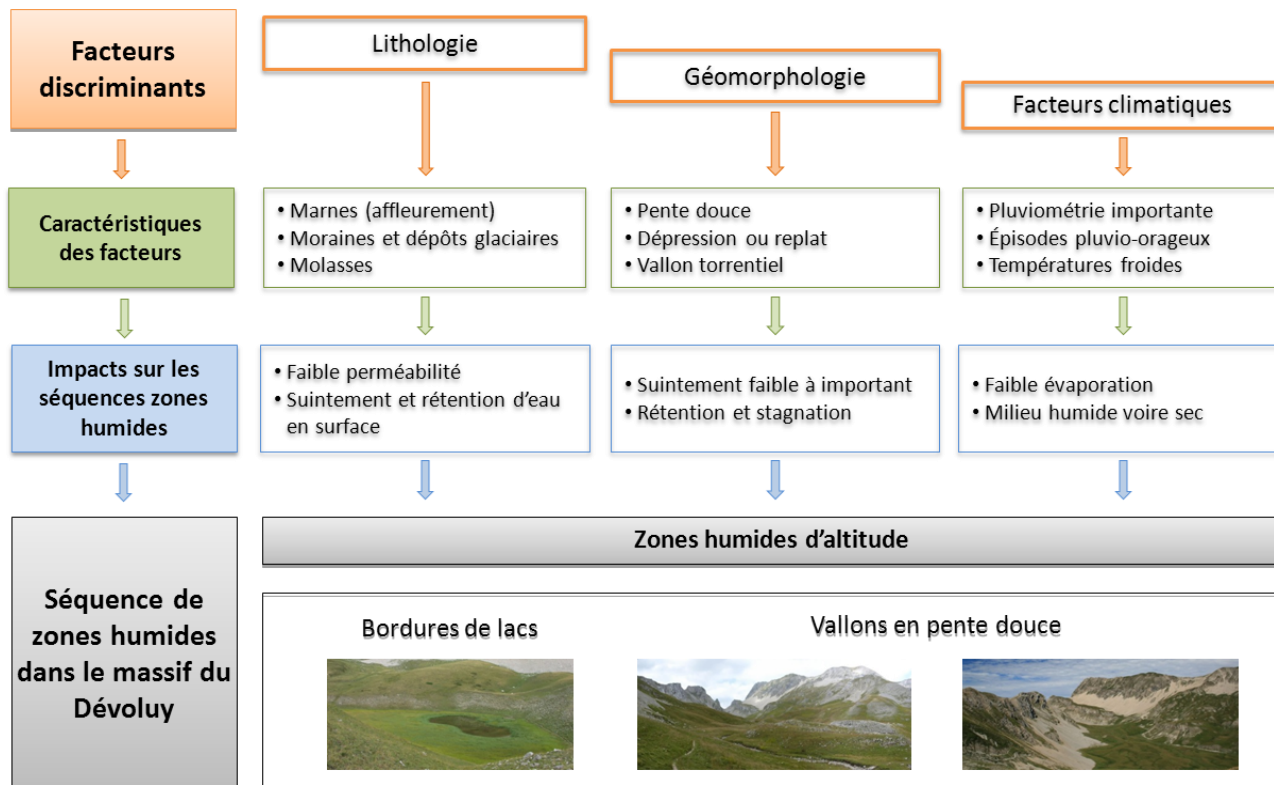 Facteurs
discriminants
Lithologie
Géomorphologie
Facteurs climatiques
Caractéristiques
des facteurs
• Marnes (affleurement)
• Moraines et dépôts glaciaires
• Molasses
• Pente douce
• Dépression ou replat
• Vallon torrentiel
• Pluviométrie importante
• Épisodes pluvio-orageux
• Températures froides
Impacts sur les
séquences zones
humides
• Faible perméabilité
• Suintement et rétention d'eau
en surface
• Suintement faible à important
• Rétention et stagnation
• Faible évaporation
• Milieu humide voire sec
Séquence de
zones humides
dans le massif du
Dévoluy
Zones humides d'altitude
Bordures de lacs
Vallons en pente douce